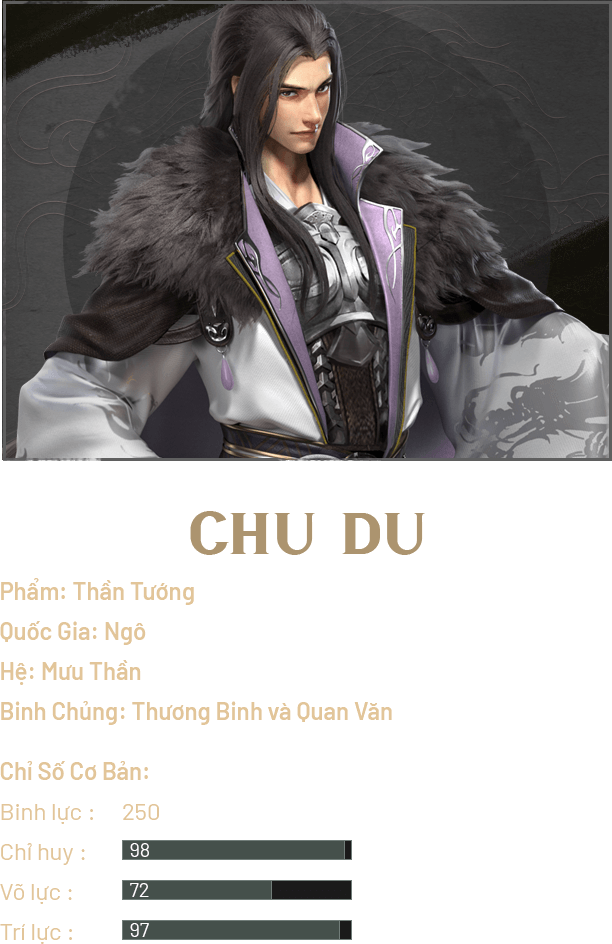 CHU DU
Phẩm: Thần Tướng
Quốc Gia: Ngô
Hệ: Mưu Thần
Binh Chủng: Thương Binh và Quan Văn
Chỉ Số Cơ Bản:
Binh lực : 250
Chỉ huy : 98
Võ lực : 72
Trí lực : 97